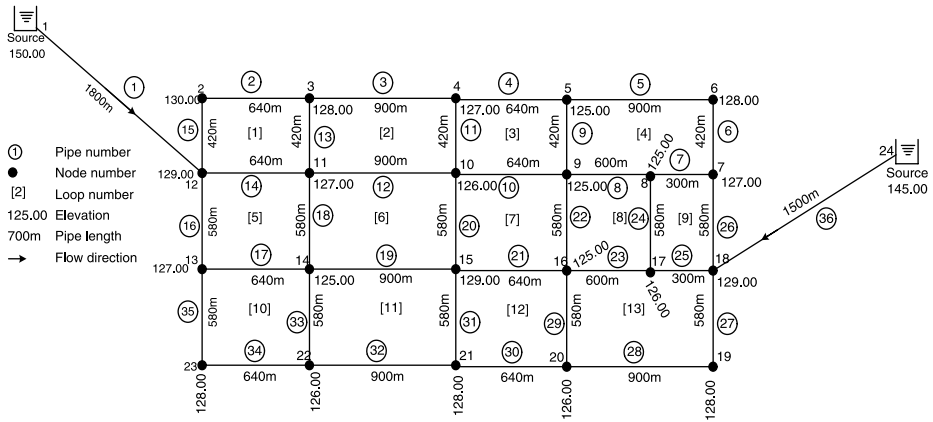 1
Source
150.00
① 
1800m
2 ② 3 ③ 4 ④ 5 ⑤ 6
130.00 640m 128.00 900m 127.00 640m 125.00 900m 128.00
⑮ 420m [1] 420m ⑬ [2] ⑪ 420m [3] 420m ⑨ [4] 420m ⑥
640m 11 900m 10 640m 9 600m 125.00 ⑦ 7
129.00 12 ⑭ 127.00 ⑫ 126.00 ⑩ 125.00 ⑧ 8 300m 127.00
24
Source
145.00
1500m
㊱
⑯ 580m [5] ⑱ 580m [6] 580m ⑳ [7] 580m ㉒ [8] ㉔ 580m [9] 580m ㉖
13 ⑰ 14 ⑲ 15 ㉑ 16 125.00 ㉓ 17 ㉕ 18
127.00 640m 125.00 900m 129.00 640m 600m 126.00 300m 129.00
㉟ 580m [10] ㉝ 580m [11] 580m ㉛ [12] ㉙ 580m [13] 580m ㉗
23 ㉞ 22 ㉜ 21 ㉚ 20 ㉘ 19
640m 900m 640m 900m
128.00 126.00 128.00 126.00 128.00
① Pipe number
Node number
[2] Loop number
125.00 Elevation
700m Pipe length
→ Flow direction